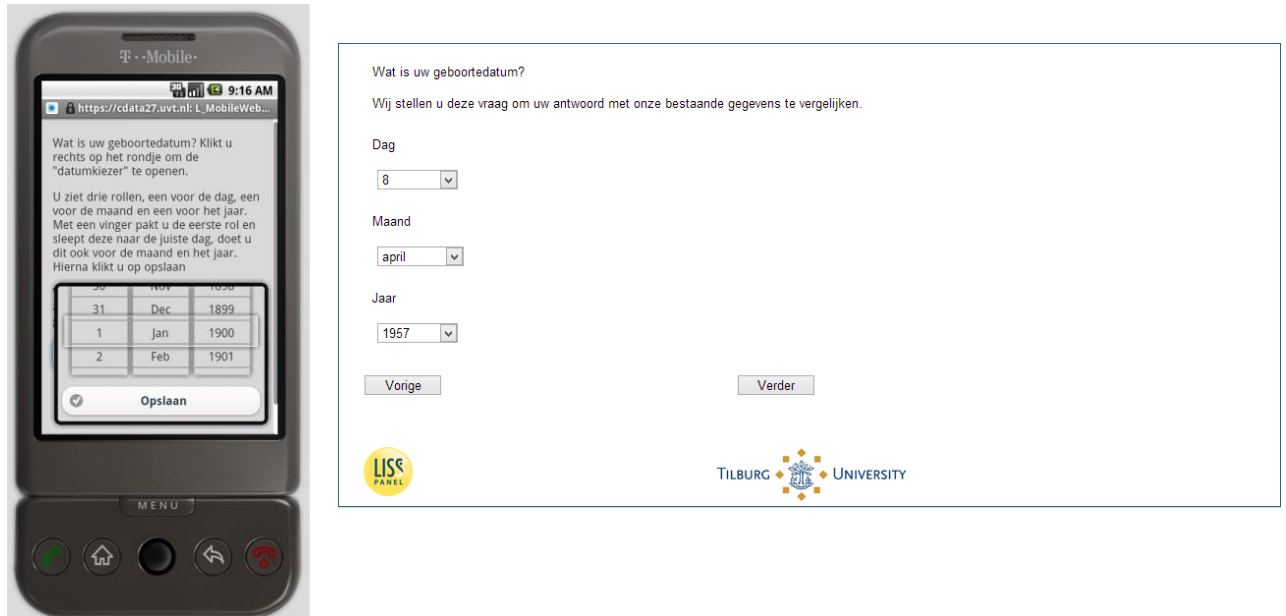 T··Mobile·
3G 9:16 AM
https://cdata27.uvt.nl: L_MobileWeb...
Wat is uw geboortedatum? Klikt u
rechts op het rondje om de
"datumkiezer" te openen.
U ziet drie rollen, een voor de dag, een
voor de maand en een voor het jaar.
Met een vinger pakt u de eerste rol en
sleept deze naar de juiste dag, doet u
dit ook voor de maand en het jaar.
Hierna klikt u op opslaan
30 Nov 1898
31 Dec 1899
1 Jan 1900
2 Feb 1901
Opslaan
MENU
Wat is uw geboortedatum?
Wij stellen u deze vraag om uw antwoord met onze bestaande gegevens te vergelijken.
Dag
8
Maand
april
Jaar
1957
Vorige
Verder
LISS
PANEL
TILBURG UNIVERSITY